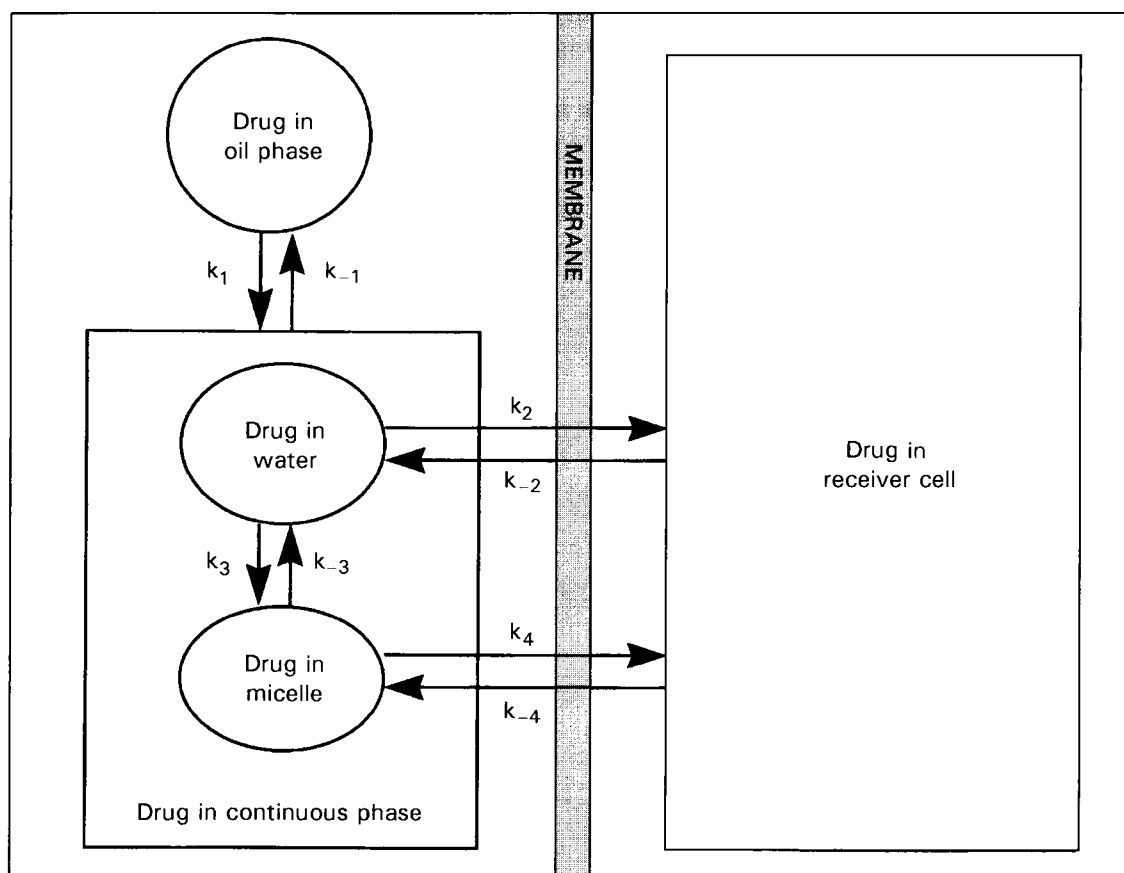 Drug in
oil phase
k₁
k₋₁
Drug in
water
k₃
k₋₃
Drug in
micelle
Drug in continuous phase
k₂
k₋₂
k₄
k₋₄
MEMBRANE
Drug in
receiver cell